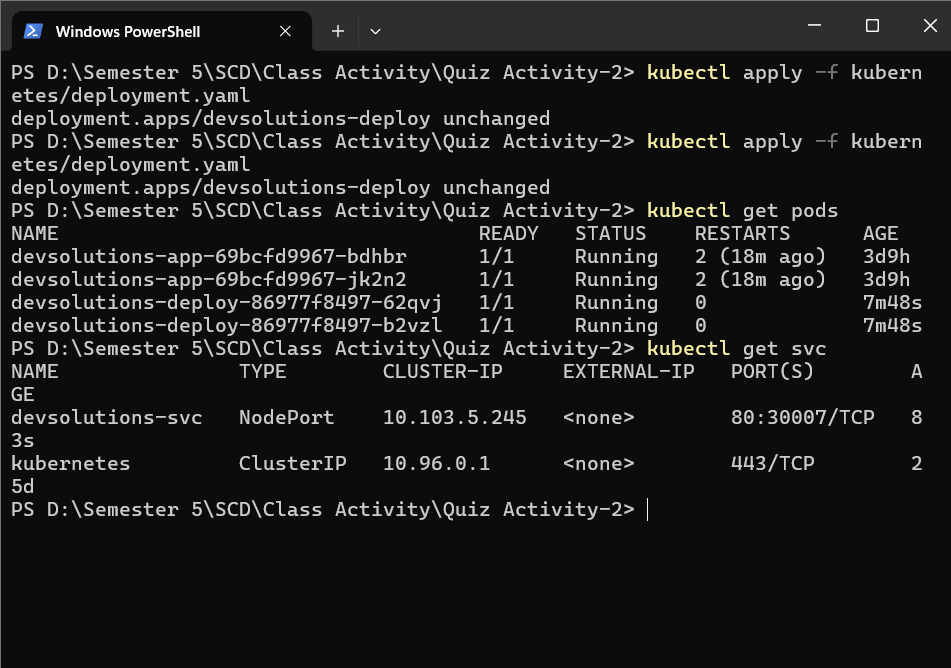 Windows PowerShell
PS D:\Semester 5\SCD\Class Activity\Quiz Activity-2> kubectl apply -f kubern
etes/deployment.yaml
deployment.apps/devsolutions-deploy unchanged
PS D:\Semester 5\SCD\Class Activity\Quiz Activity-2> kubectl apply -f kubern
etes/deployment.yaml
deployment.apps/devsolutions-deploy unchanged
PS D:\Semester 5\SCD\Class Activity\Quiz Activity-2> kubectl get pods
NAME                                   READY   STATUS    RESTARTS      AGE
devsolutions-app-69bcfd9967-bdhbr      1/1     Running   2 (18m ago)   3d9h
devsolutions-app-69bcfd9967-jk2n2      1/1     Running   2 (18m ago)   3d9h
devsolutions-deploy-86977f8497-62qvj   1/1     Running   0             7m48s
devsolutions-deploy-86977f8497-b2vzl   1/1     Running   0             7m48s
PS D:\Semester 5\SCD\Class Activity\Quiz Activity-2> kubectl get svc
NAME               TYPE        CLUSTER-IP     EXTERNAL-IP   PORT(S)        A
GE
devsolutions-svc   NodePort    10.103.5.245   <none>        80:30007/TCP   8
3s
kubernetes         ClusterIP   10.96.0.1      <none>        443/TCP        2
5d
PS D:\Semester 5\SCD\Class Activity\Quiz Activity-2>